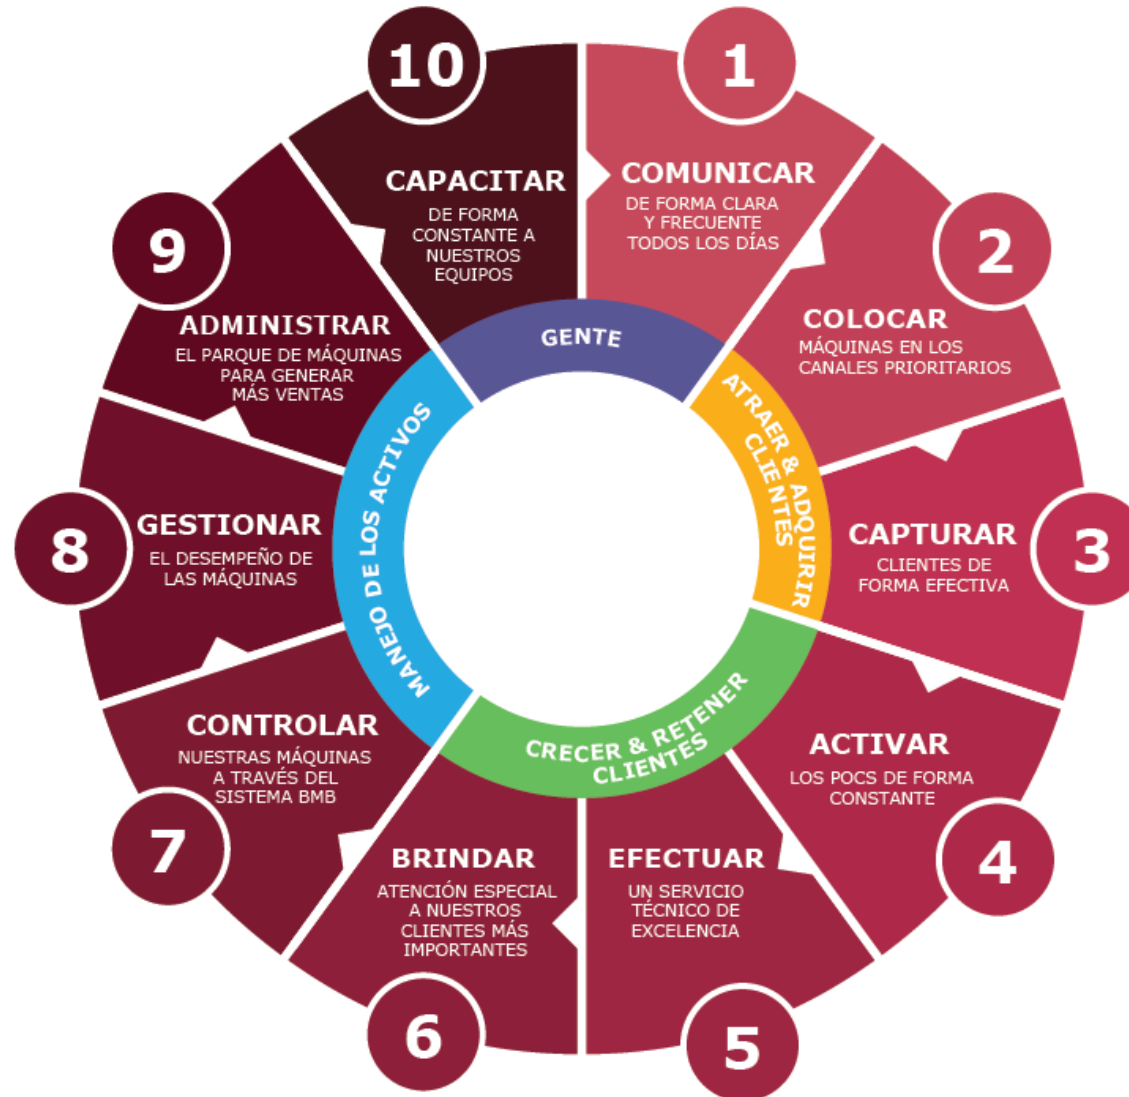 1
COMUNICAR
DE FORMA CLARA
Y FRECUENTE
TODOS LOS DÍAS
2
COLOCAR
MÁQUINAS EN LOS
CANALES PRIORITARIOS
3
CAPTURAR
CLIENTES DE
FORMA EFECTIVA
4
ACTIVAR
LOS POCS DE FORMA
CONSTANTE
5
EFECTUAR
UN SERVICIO
TÉCNICO DE
EXCELENCIA
6
BRINDAR
ATENCIÓN ESPECIAL
A NUESTROS
CLIENTES MÁS
IMPORTANTES
7
CONTROLAR
NUESTRAS MÁQUINAS
A TRAVÉS DEL
SISTEMA BMB
8
GESTIONAR
EL DESEMPEÑO DE
LAS MÁQUINAS
9
ADMINISTRAR
EL PARQUE DE MÁQUINAS
PARA GENERAR
MÁS VENTAS
10
CAPACITAR
DE FORMA
CONSTANTE A
NUESTROS
EQUIPOS
GENTE
ATRAER & ADQUIRIR
CLIENTES
CRECER & RETENER
CLIENTES
MANEJO DE LOS ACTIVOS